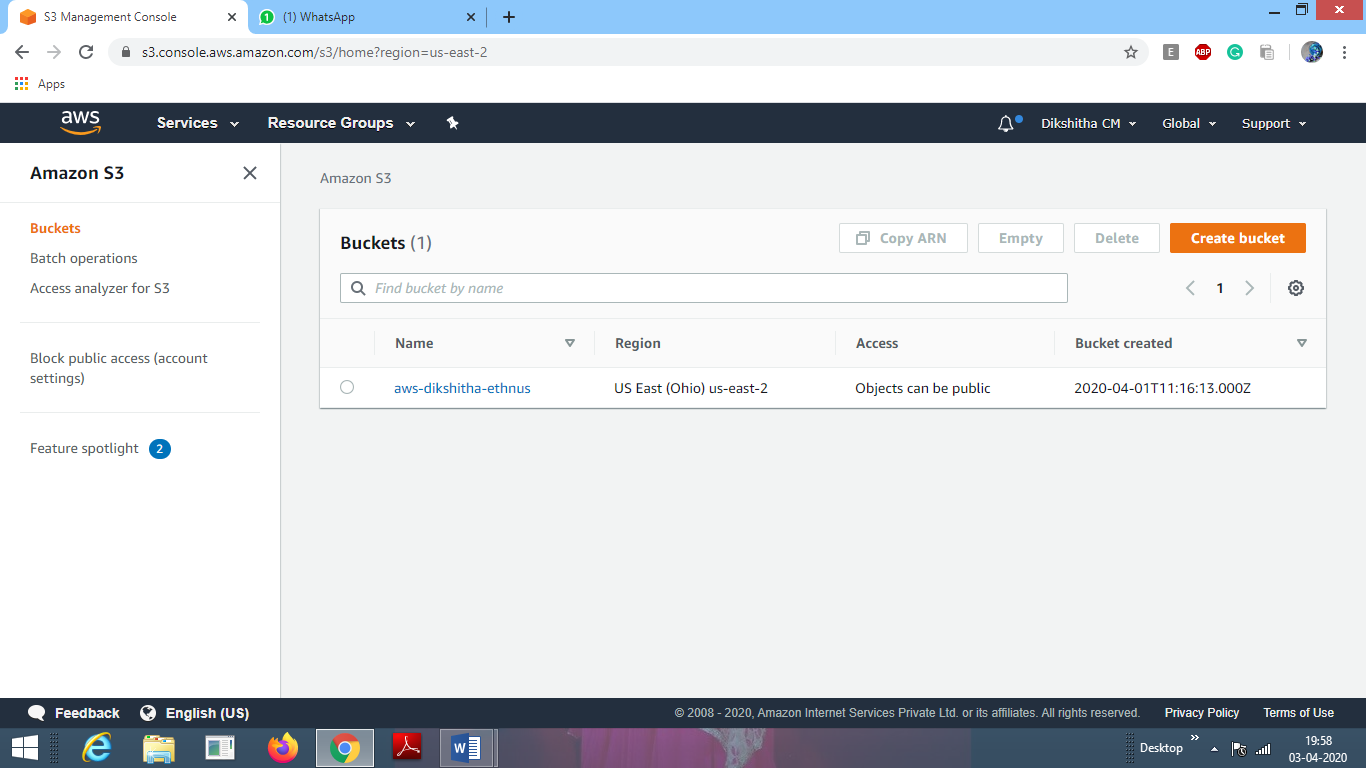 S3 Management Console
(1) WhatsApp
s3.console.aws.amazon.com/s3/home?region=us-east-2
E
ABP
G
Apps
aws
Services
Resource Groups
Dikshitha CM
Global
Support
Amazon S3
Buckets
Batch operations
Access analyzer for S3
Block public access (account
settings)
Feature spotlight 2
Amazon S3
Buckets (1)
Copy ARN
Empty
Delete
Create bucket
Find bucket by name
1
Name
Region
Access
Bucket created
aws-dikshitha-ethnus
US East (Ohio) us-east-2
Objects can be public
2020-04-01T11:16:13.000Z
Feedback
English (US)
© 2008 - 2020, Amazon Internet Services Private Ltd. or its affiliates. All rights reserved.
Privacy Policy
Terms of Use
Desktop
19:58
03-04-2020